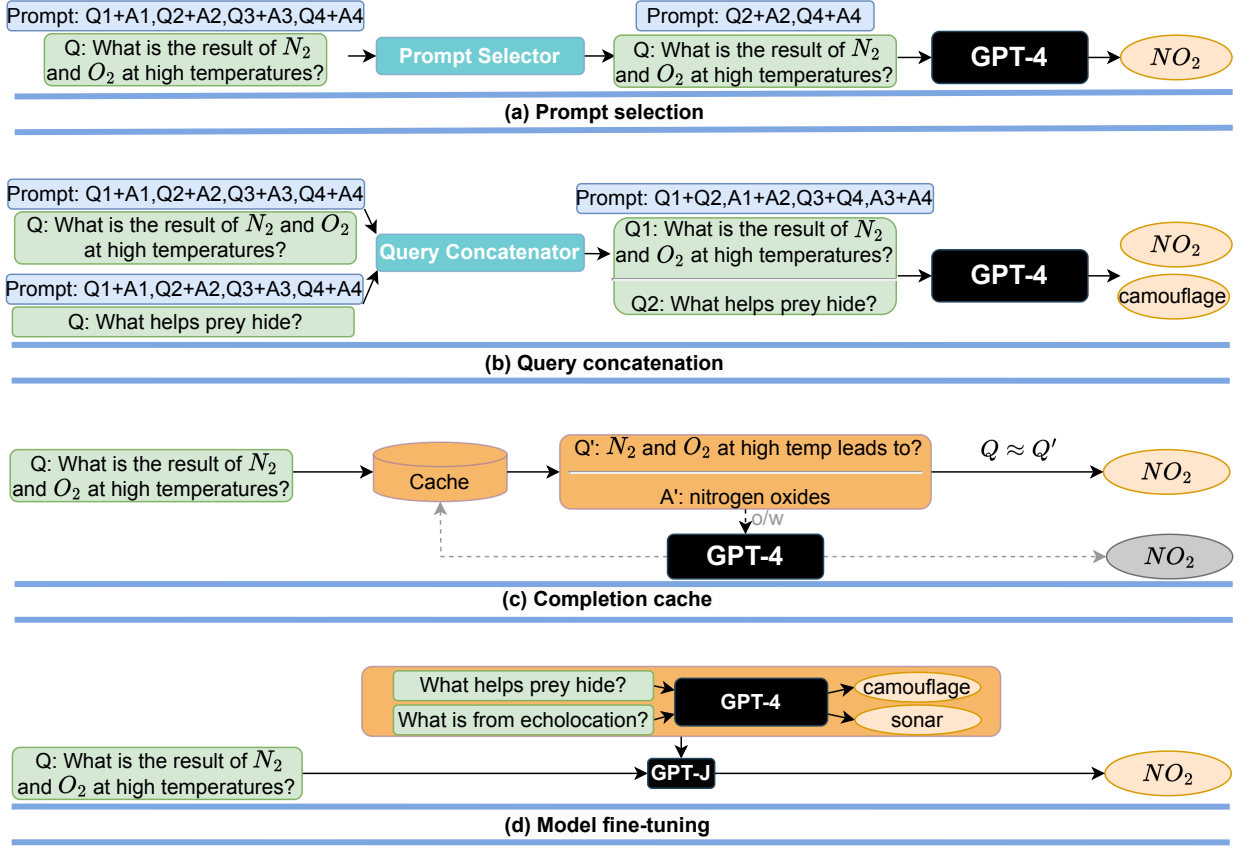 Prompt: Q1+A1,Q2+A2,Q3+A3,Q4+A4
Q: What is the result of N₂
and O₂ at high temperatures?
Prompt Selector
Prompt: Q2+A2,Q4+A4
Q: What is the result of N₂
and O₂ at high temperatures?
GPT-4
NO₂
(a) Prompt selection
Prompt: Q1+A1,Q2+A2,Q3+A3,Q4+A4
Q: What is the result of N₂ and O₂
at high temperatures?
Prompt: Q1+A1,Q2+A2,Q3+A3,Q4+A4
Q: What helps prey hide?
Query Concatenator
Prompt: Q1+Q2,A1+A2,Q3+Q4,A3+A4
Q1: What is the result of N₂
and O₂ at high temperatures?
Q2: What helps prey hide?
GPT-4
NO₂
camouflage
(b) Query concatenation
Q: What is the result of N₂
and O₂ at high temperatures?
Cache
Q': N₂ and O₂ at high temp leads to?
A': nitrogen oxides
Q ≈ Q′
NO₂
o/w
GPT-4
NO₂
(c) Completion cache
What helps prey hide?
What is from echolocation?
GPT-4
camouflage
sonar
Q: What is the result of N₂
and O₂ at high temperatures?
GPT-J
NO₂
(d) Model fine-tuning